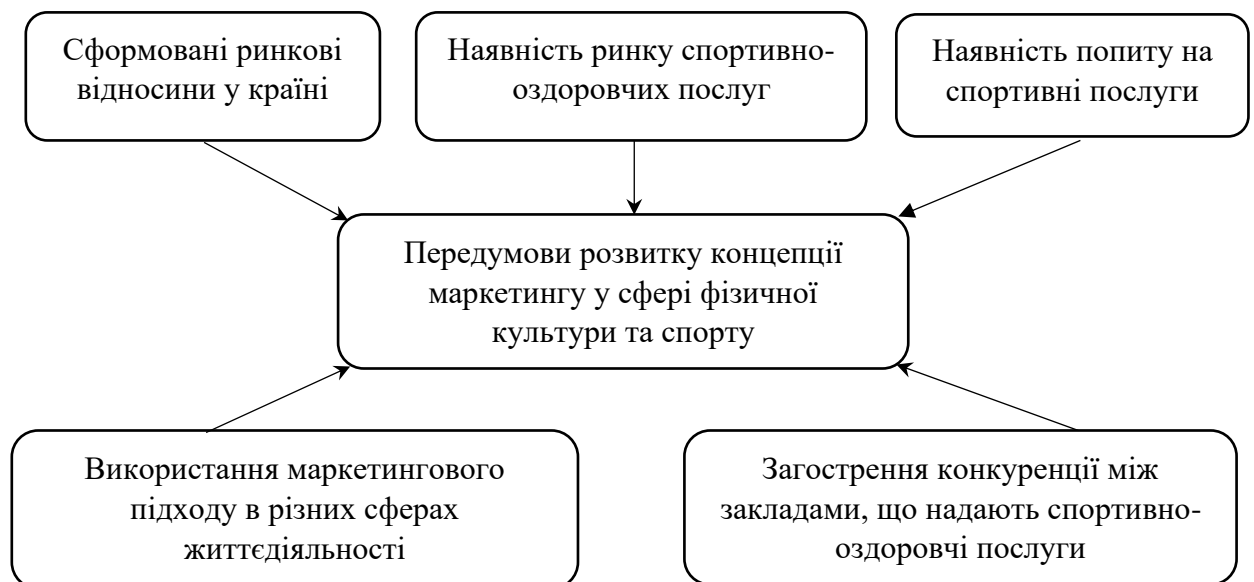 Сформовані ринкові
відносини у країні
Наявність ринку спортивно-
оздоровчих послуг
Наявність попиту на
спортивні послуги
Передумови розвитку концепції
маркетингу у сфері фізичної
культури та спорту
Використання маркетингового
підходу в різних сферах
життєдіяльності
Загострення конкуренції між
закладами, що надають спортивно-
оздоровчі послуги